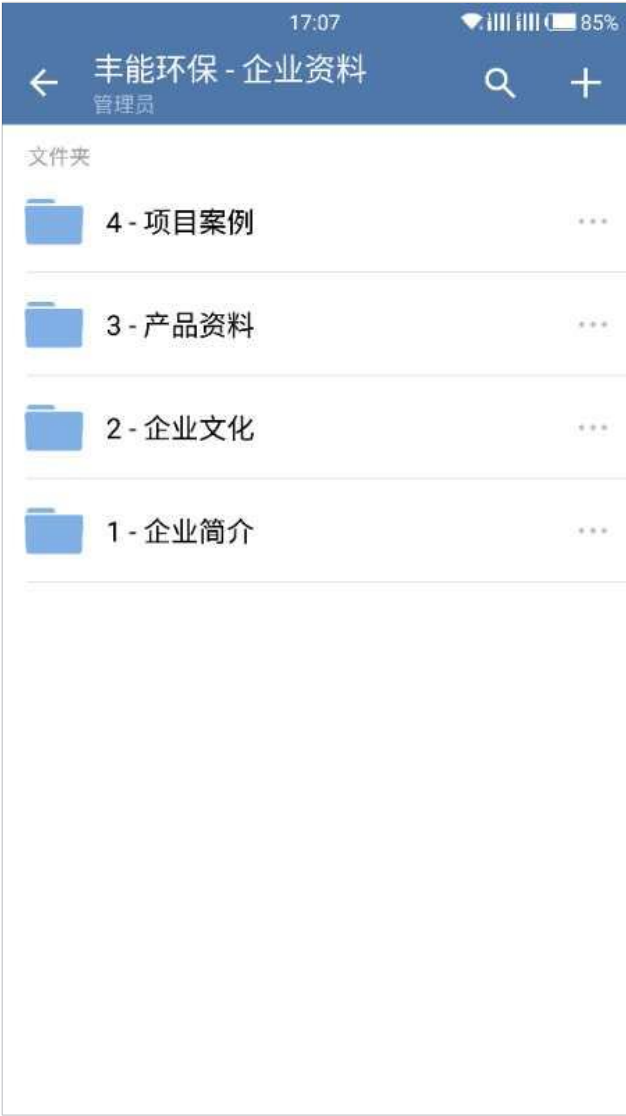 17:07
85%
丰能环保 - 企业资料
管理员
文件夹
4 - 项目案例
3 - 产品资料
2 - 企业文化
1 - 企业简介